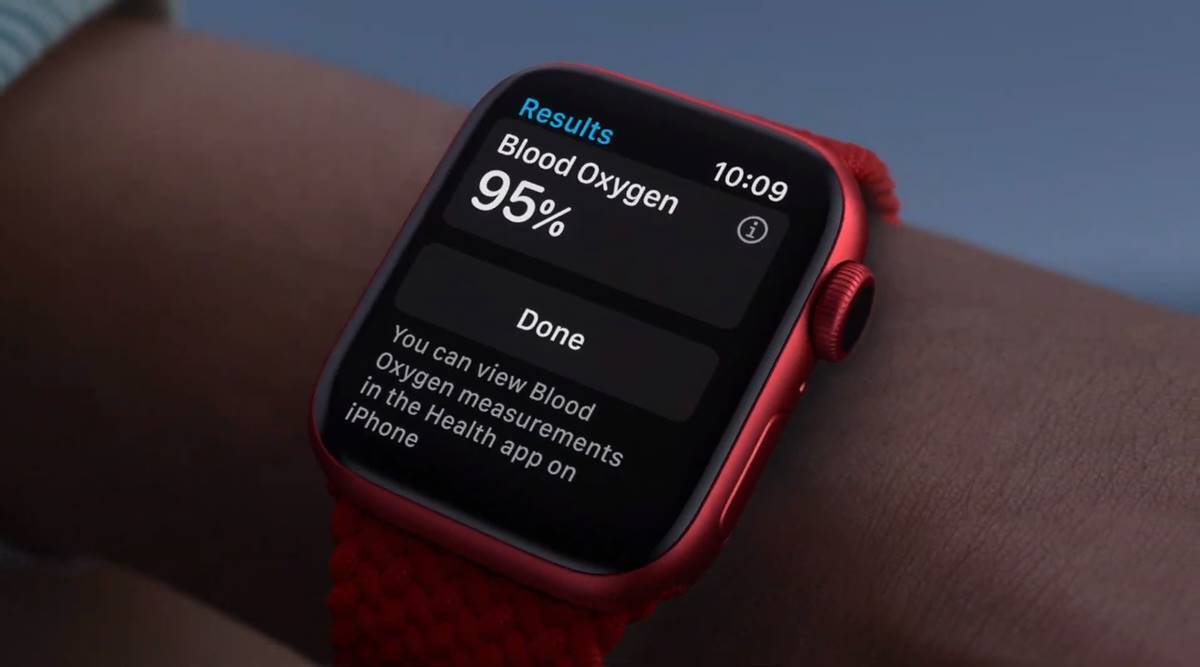 Results
10:09
Blood Oxygen
95%
Done
You can view Blood
Oxygen measurements
in the Health app on
iPhone